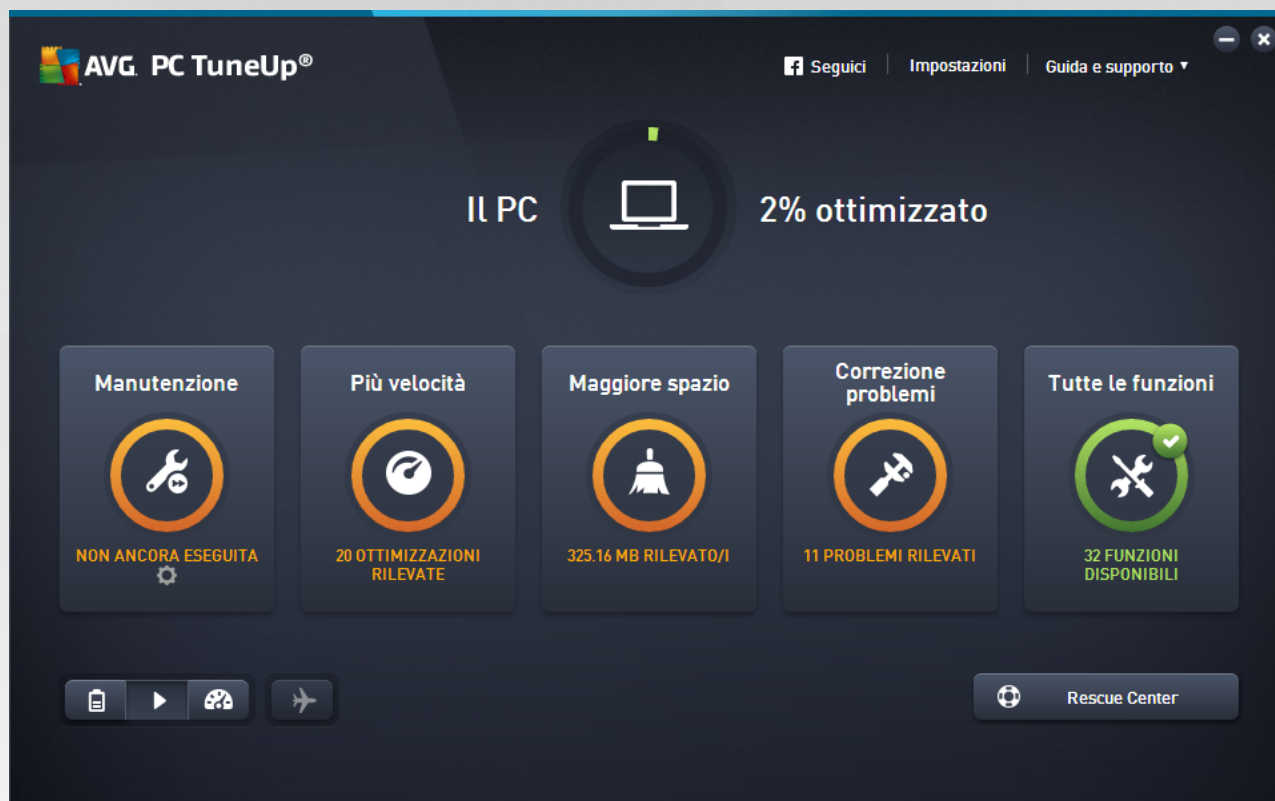 AVG. PC TuneUp®
Seguici
Impostazioni
Guida e supporto
Il PC
2% ottimizzato
Manutenzione
NON ANCORA ESEGUITA
Più velocità
20 OTTIMIZZAZIONI
RILEVATE
Maggiore spazio
325.16 MB RILEVATO/I
Correzione
problemi
11 PROBLEMI RILEVATI
Tutte le funzioni
32 FUNZIONI
DISPONIBILI
Rescue Center